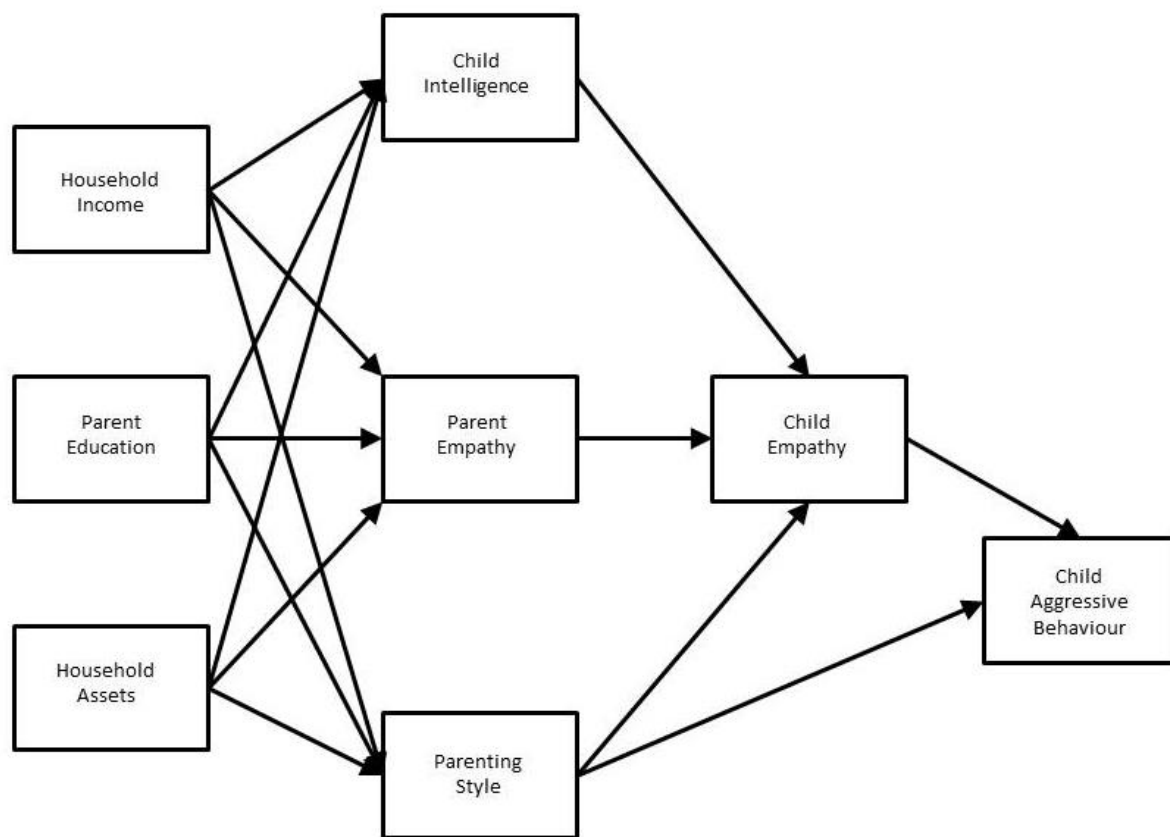 Child
Intelligence
Household
Income
Parent
Education
Parent
Empathy
Child
Empathy
Child
Aggressive
Behaviour
Household
Assets
Parenting
Style